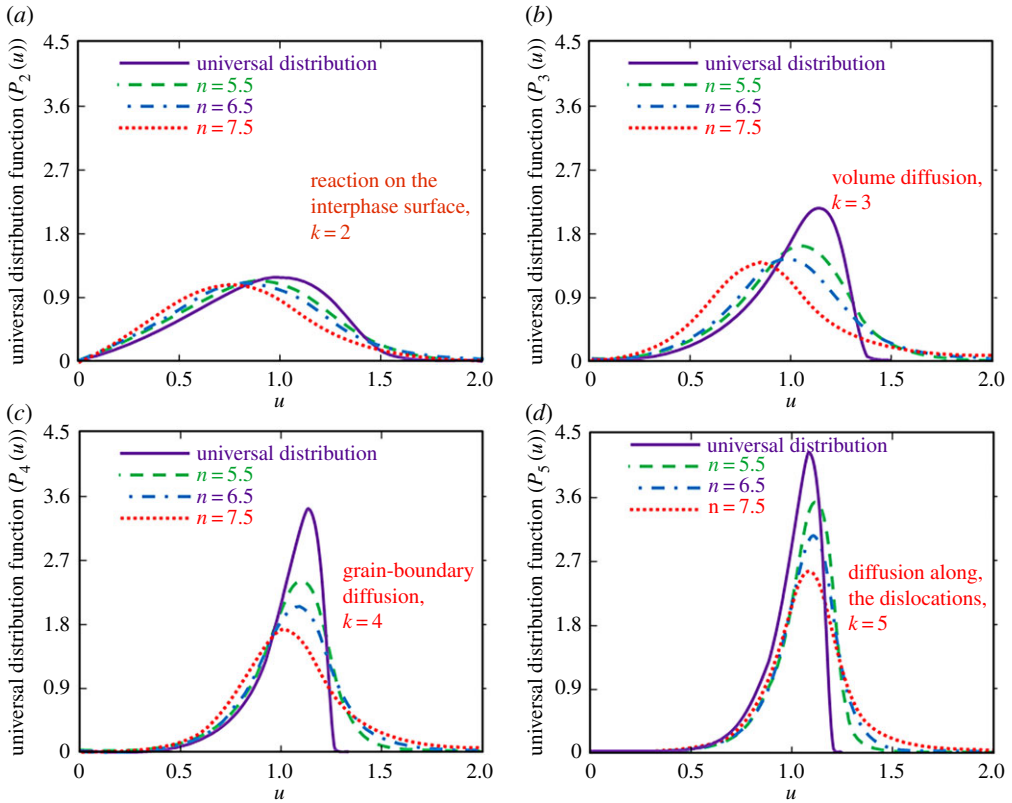 (a)
universal distribution function (P2 (u))
4.5
3.6
2.7
1.8
0.9
0
universal distribution
n = 5.5
n = 6.5
n = 7.5
reaction on the
interphase surface,
k = 2
0 0.5 1.0 1.5 2.0
u
(b)
universal distribution function (P3 (u))
4.5
3.6
2.7
1.8
0.9
0
universal distribution
n = 5.5
n = 6.5
n = 7.5
volume diffusion,
k = 3
0 0.5 1.0 1.5 2.0
u
(c)
universal distribution function (P4 (u))
4.5
3.6
2.7
1.8
0.9
0
universal distribution
n = 5.5
n = 6.5
n = 7.5
grain-boundary
diffusion,
k = 4
0 0.5 1.0 1.5 2.0
u
(d)
universal distribution function (P5 (u))
4.5
3.6
2.7
1.8
0.9
0
universal distribution
n = 5.5
n = 6.5
n = 7.5
diffusion along,
the dislocations,
k = 5
0 0.5 1.0 1.5 2.0
u